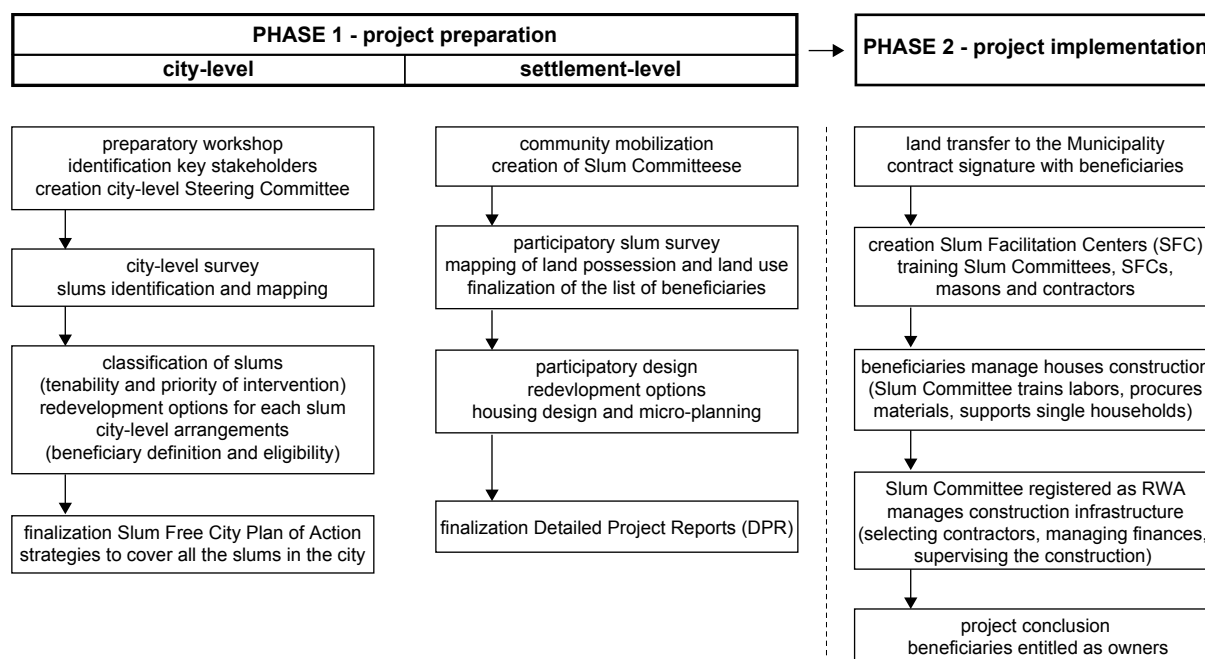 PHASE 1 - project preparation
city-level
settlement-level
PHASE 2 - project implementation
preparatory workshop
identification key stakeholders
creation city-level Steering Committee
city-level survey
slums identification and mapping
classification of slums
(tenability and priority of intervention)
redevelopment options for each slum
city-level arrangements
(beneficiary definition and eligibility)
finalization Slum Free City Plan of Action
strategies to cover all the slums in the city
community mobilization
creation of Slum Committeese
participatory slum survey
mapping of land possession and land use
finalization of the list of beneficiaries
participatory design
redevlopment options
housing design and micro-planning
finalization Detailed Project Reports (DPR)
land transfer to the Municipality
contract signature with beneficiaries
creation Slum Facilitation Centers (SFC)
training Slum Committees, SFCs,
masons and contractors
beneficiaries manage houses construction
(Slum Committee trains labors, procures
materials, supports single households)
Slum Committee registered as RWA
manages construction infrastructure
(selecting contractors, managing finances,
supervising the construction)
project conclusion
beneficiaries entitled as owners